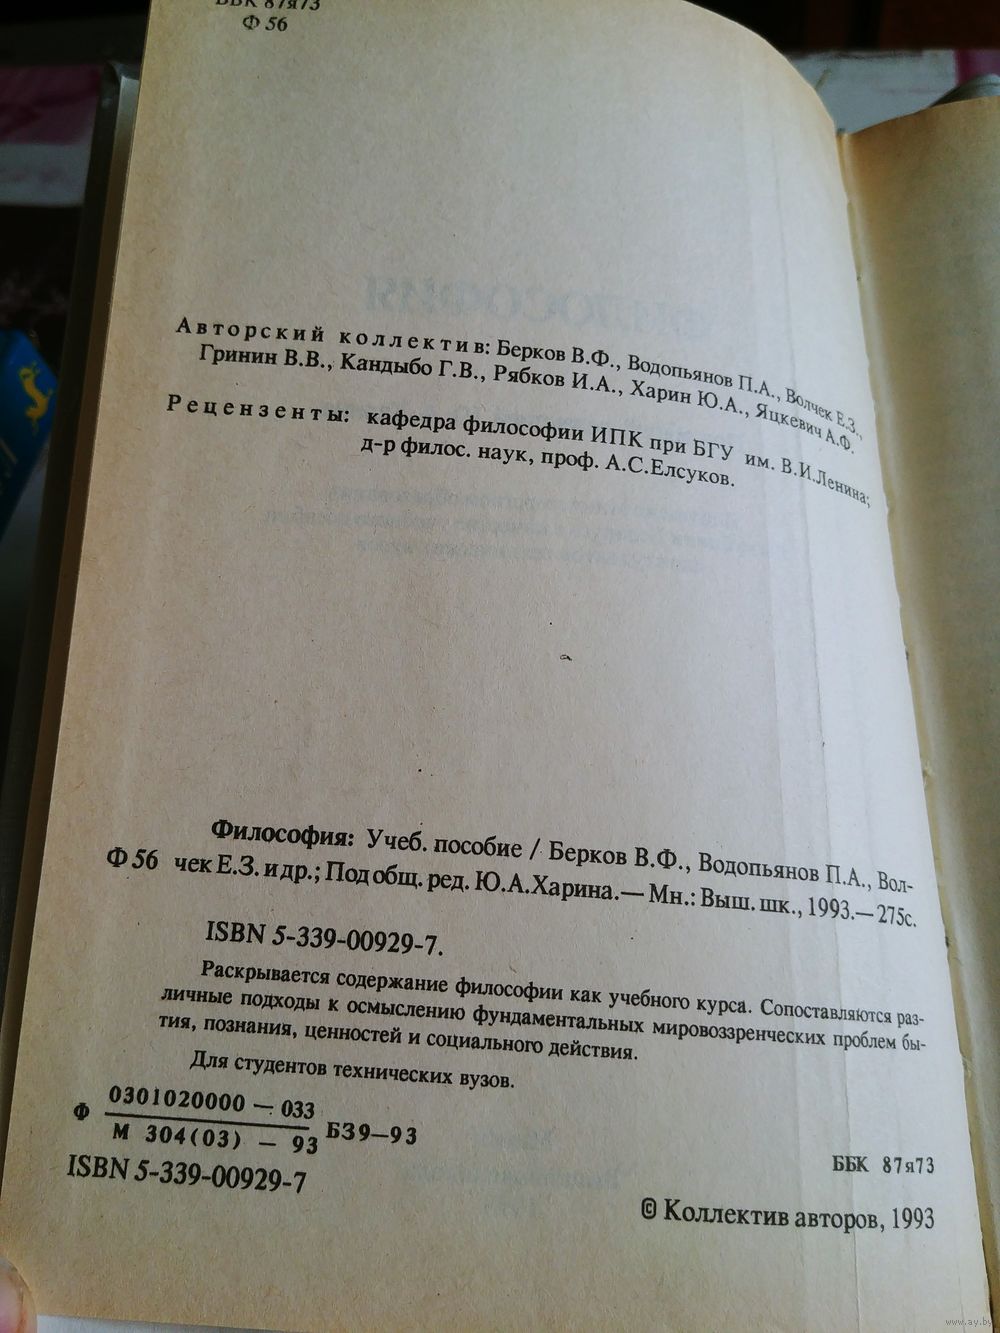 ББК 87я73
Ф 56
Авторский коллектив: Берков В.Ф., Водопьянов П.А., Волчек Е.З.,
Гринин В.В., Кандыбо Г.В., Рябков И.А., Харин Ю.А., Яцкевич А.Ф.
Рецензенты: кафедра философии ИПК при БГУ им. В.И.Ленина;
д-р филос. наук, проф. А.С.Елсуков.
Философия: Учеб. пособие / Берков В.Ф., Водопьянов П.А., Вол-
Ф 56 чек Е.З. и др.; Под общ. ред. Ю.А.Харина.— Мн.: Выш. шк., 1993.— 275с.
ISBN 5-339-00929-7.
Раскрывается содержание философии как учебного курса. Сопоставляются раз-
личные подходы к осмыслению фундаментальных мировоззренческих проблем бы-
тия, познания, ценностей и социального действия.
Для студентов технических вузов.
Ф 0301020000 — 033
М 304(03) — 93 БЗ9—93
ISBN 5-339-00929-7
ББК 87я73
© Коллектив авторов, 1993
www.ay.by